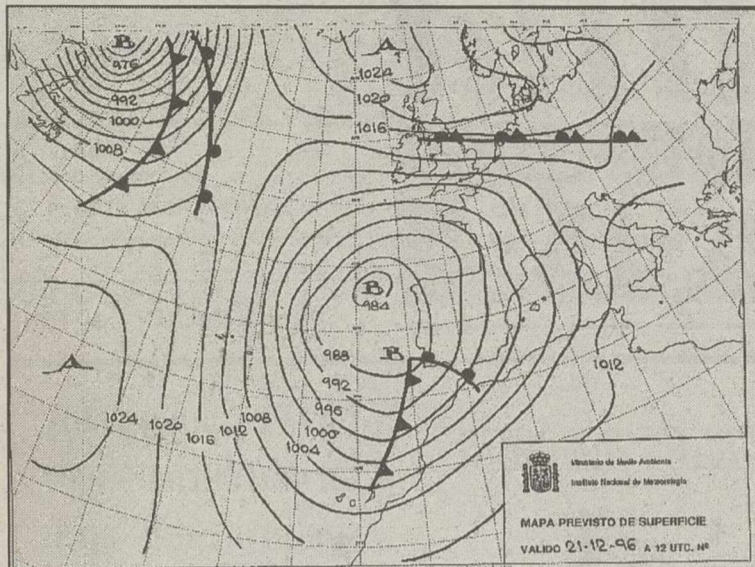 B
976
992
1000
1008
A
1024
1020
1016
B
984
988
B
992
996
1000
1004
1008
1012
1016
1020
1024
A
1012
Ministerio de Medio Ambiente
Instituto Nacional de Meteorología
MAPA PREVISTO DE SUPERFICIE
VALIDO 21-12-96 A 12 UTC. Nº